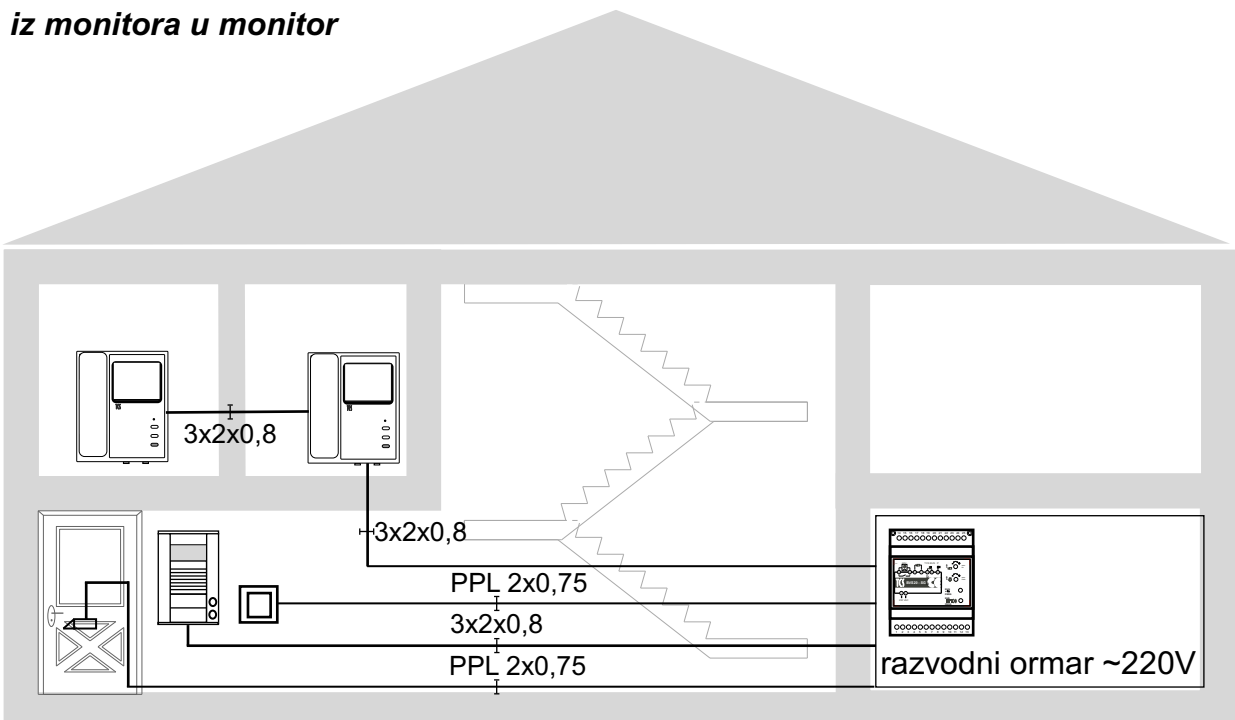 iz monitora u monitor
3x2x0,8
3x2x0,8
PPL 2x0,75
3x2x0,8
PPL 2x0,75
razvodni ormar ~220V